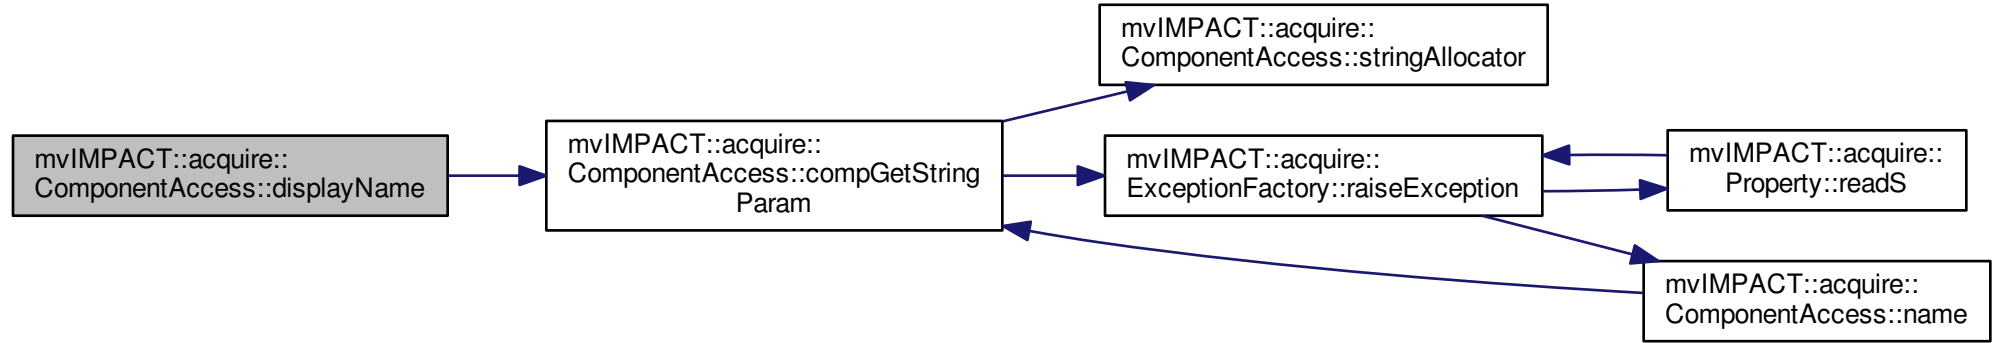 mvIMPACT::acquire::
ComponentAccess::displayName
mvIMPACT::acquire::
ComponentAccess::compGetString
Param
mvIMPACT::acquire::
ComponentAccess::stringAllocator
mvIMPACT::acquire::
ExceptionFactory::raiseException
mvIMPACT::acquire::
Property::readS
mvIMPACT::acquire::
ComponentAccess::name